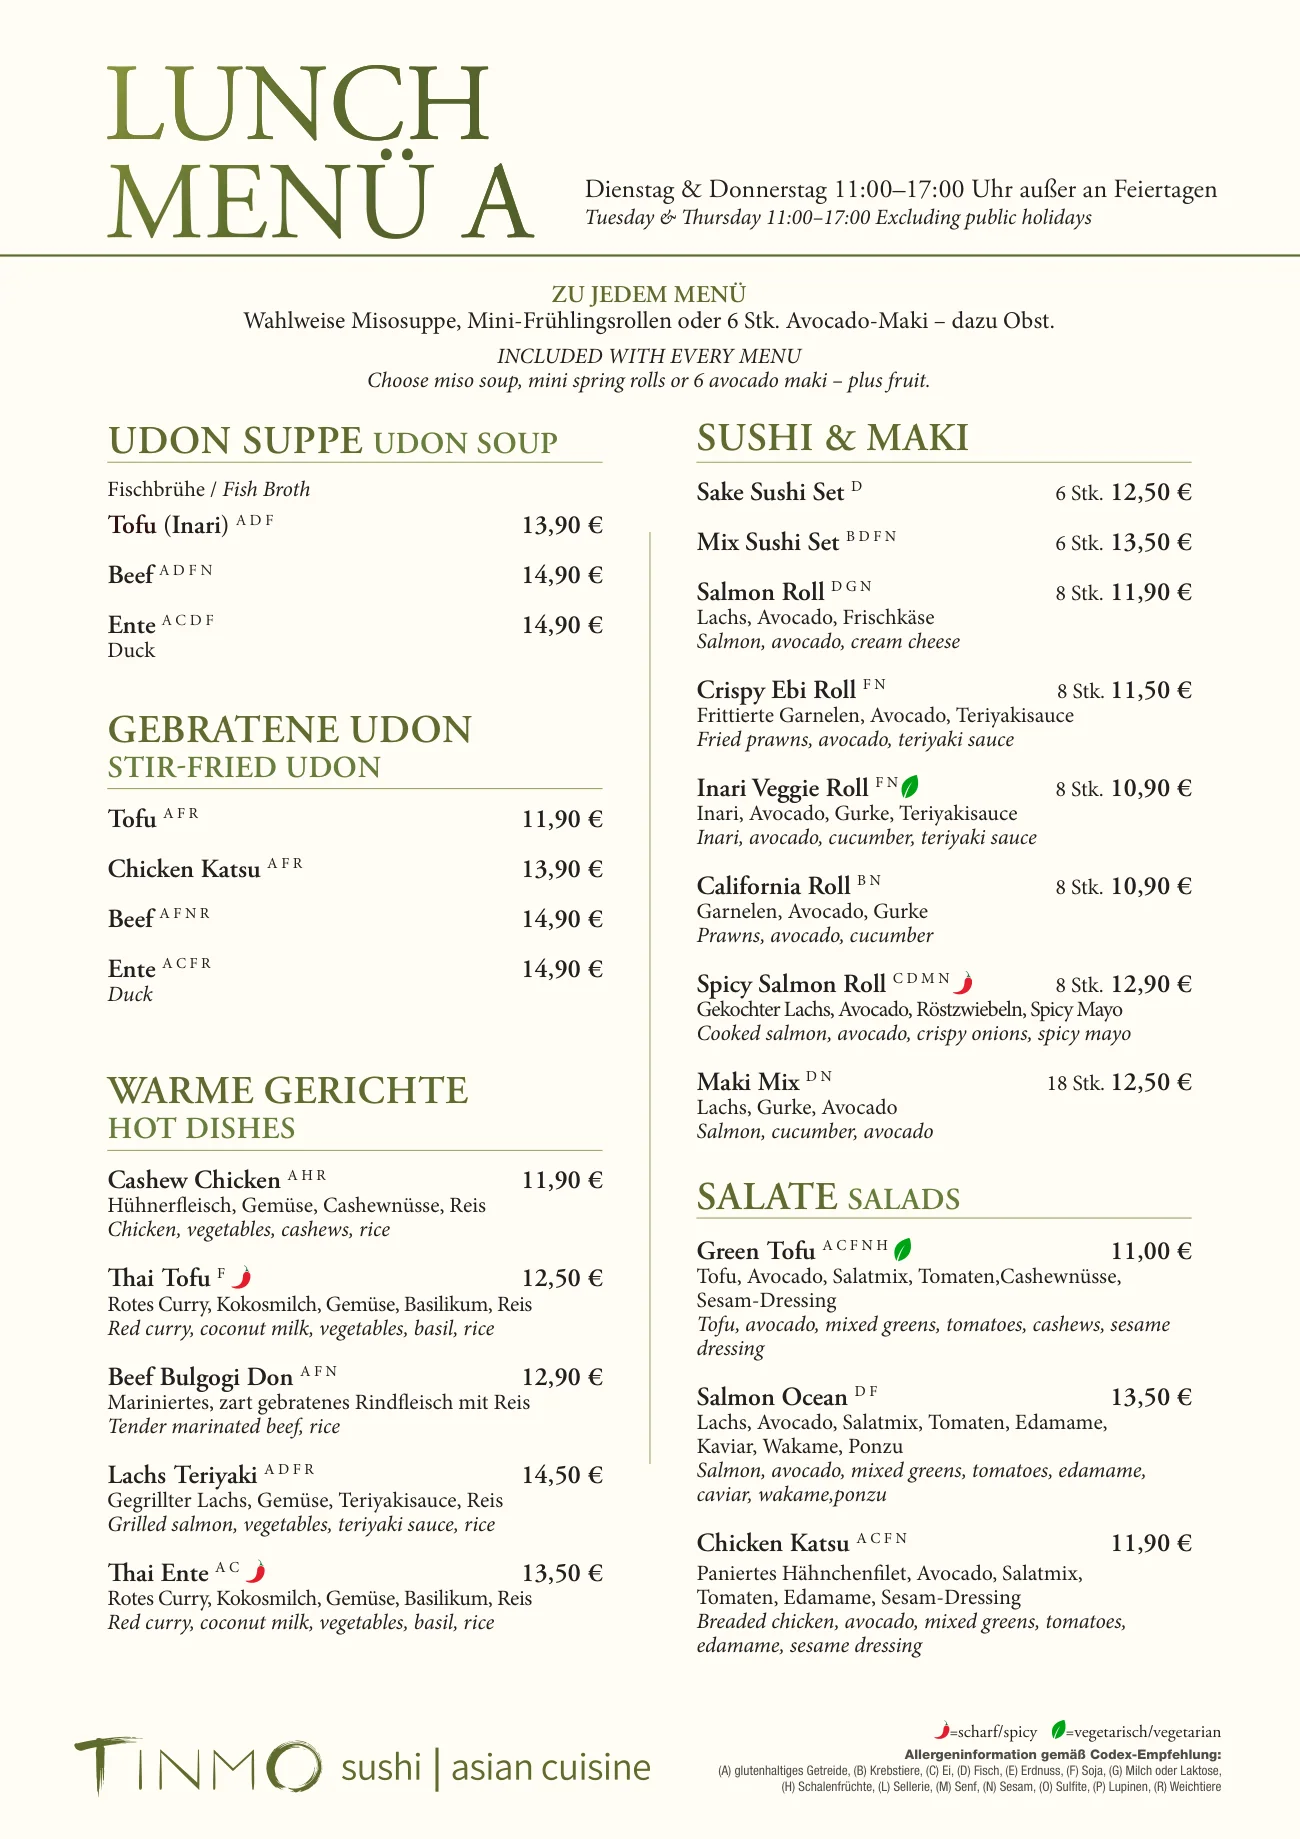 LUNCH
MENÜ A
Dienstag & Donnerstag 11:00–17:00 Uhr außer an Feiertagen
Tuesday & Thursday 11:00–17:00 Excluding public holidays
ZU JEDEM MENÜ
Wahlweise Misosuppe, Mini-Frühlingsrollen oder 6 Stk. Avocado-Maki – dazu Obst.
INCLUDED WITH EVERY MENU
Choose miso soup, mini spring rolls or 6 avocado maki – plus fruit.
UDON SUPPE UDON SOUP
Fischbrühe / Fish Broth
Tofu (Inari) A D F 13,90 €
Beef A D F N 14,90 €
Ente A C D F 14,90 €
Duck
GEBRATENE UDON
STIR-FRIED UDON
Tofu A F R 11,90 €
Chicken Katsu A F R 13,90 €
Beef A F N R 14,90 €
Ente A C F R 14,90 €
Duck
WARME GERICHTE
HOT DISHES
Cashew Chicken A H R 11,90 €
Hühnerfleisch, Gemüse, Cashewnüsse, Reis
Chicken, vegetables, cashews, rice
Thai Tofu F 12,50 €
Rotes Curry, Kokosmilch, Gemüse, Basilikum, Reis
Red curry, coconut milk, vegetables, basil, rice
Beef Bulgogi Don A F N 12,90 €
Mariniertes, zart gebratenes Rindfleisch mit Reis
Tender marinated beef, rice
Lachs Teriyaki A D F R 14,50 €
Gegrillter Lachs, Gemüse, Teriyakisauce, Reis
Grilled salmon, vegetables, teriyaki sauce, rice
Thai Ente A C 13,50 €
Rotes Curry, Kokosmilch, Gemüse, Basilikum, Reis
Red curry, coconut milk, vegetables, basil, rice
SUSHI & MAKI
Sake Sushi Set D 6 Stk. 12,50 €
Mix Sushi Set B D F N 6 Stk. 13,50 €
Salmon Roll D G N 8 Stk. 11,90 €
Lachs, Avocado, Frischkäse
Salmon, avocado, cream cheese
Crispy Ebi Roll F N 8 Stk. 11,50 €
Frittierte Garnelen, Avocado, Teriyakisauce
Fried prawns, avocado, teriyaki sauce
Inari Veggie Roll F N 8 Stk. 10,90 €
Inari, Avocado, Gurke, Teriyakisauce
Inari, avocado, cucumber, teriyaki sauce
California Roll B N 8 Stk. 10,90 €
Garnelen, Avocado, Gurke
Prawns, avocado, cucumber
Spicy Salmon Roll C D M N 8 Stk. 12,90 €
Gekochter Lachs, Avocado, Röstzwiebeln, Spicy Mayo
Cooked salmon, avocado, crispy onions, spicy mayo
Maki Mix D N 18 Stk. 12,50 €
Lachs, Gurke, Avocado
Salmon, cucumber, avocado
SALATE SALADS
Green Tofu A C F N H 11,00 €
Tofu, Avocado, Salatmix, Tomaten,Cashewnüsse,
Sesam-Dressing
Tofu, avocado, mixed greens, tomatoes, cashews, sesame
dressing
Salmon Ocean D F 13,50 €
Lachs, Avocado, Salatmix, Tomaten, Edamame,
Kaviar, Wakame, Ponzu
Salmon, avocado, mixed greens, tomatoes, edamame,
caviar, wakame,ponzu
Chicken Katsu A C F N 11,90 €
Paniertes Hähnchenfilet, Avocado, Salatmix,
Tomaten, Edamame, Sesam-Dressing
Breaded chicken, avocado, mixed greens, tomatoes,
edamame, sesame dressing
TINMO sushi | asian cuisine
=scharf/spicy =vegetarisch/vegetarian
Allergeninformation gemäß Codex-Empfehlung:
(A) glutenhaltiges Getreide, (B) Krebstiere, (C) Ei, (D) Fisch, (E) Erdnuss, (F) Soja, (G) Milch oder Laktose,
(H) Schalenfrüchte, (L) Sellerie, (M) Senf, (N) Sesam, (O) Sulfite, (P) Lupinen, (R) Weichtiere